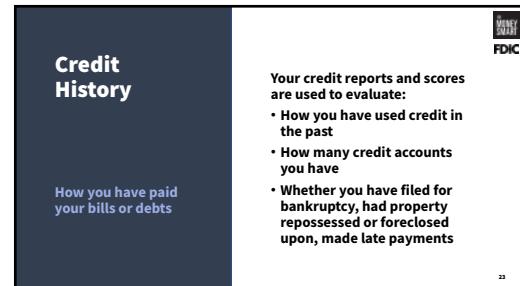 MONEY
SMART
FDIC
Credit
History
How you have paid
your bills or debts
Your credit reports and scores
are used to evaluate:
• How you have used credit in
the past
• How many credit accounts
you have
• Whether you have filed for
bankruptcy, had property
repossessed or foreclosed
upon, made late payments
23